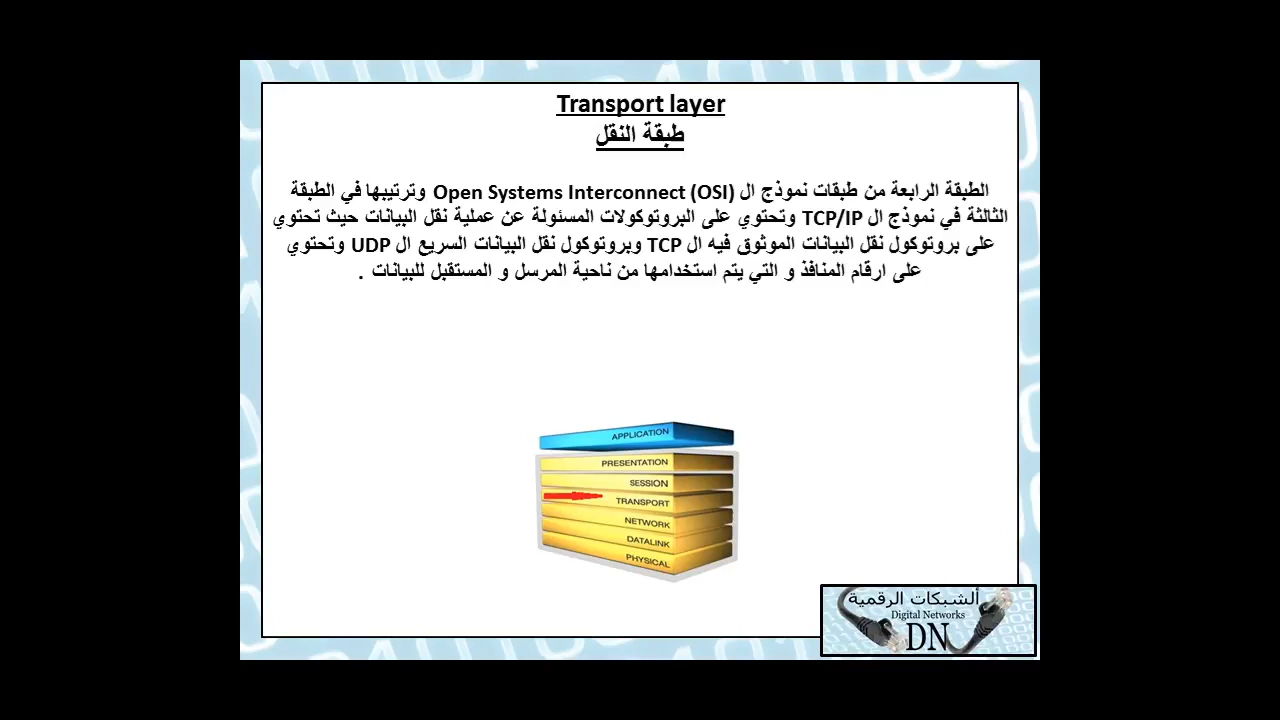 Transport layer
طبقة النقل
الطبقة الرابعة من طبقات نموذج ال Open Systems Interconnect (OSI) وترتيبها في الطبقة
الثالثة في نموذج ال TCP/IP وتحتوي على البروتوكولات المسئولة عن عملية نقل البيانات حيث تحتوي
على بروتوكول نقل البيانات الموثوق فيه ال TCP وبروتوكول نقل البيانات السريع ال UDP وتحتوي
على ارقام المنافذ و التي يتم استخدامها من ناحية المرسل و المستقبل للبيانات .
APPLICATION
PRESENTATION
SESSION
TRANSPORT
NETWORK
DATALINK
PHYSICAL
ألشبكات الرقمية
Digital Networks
DN